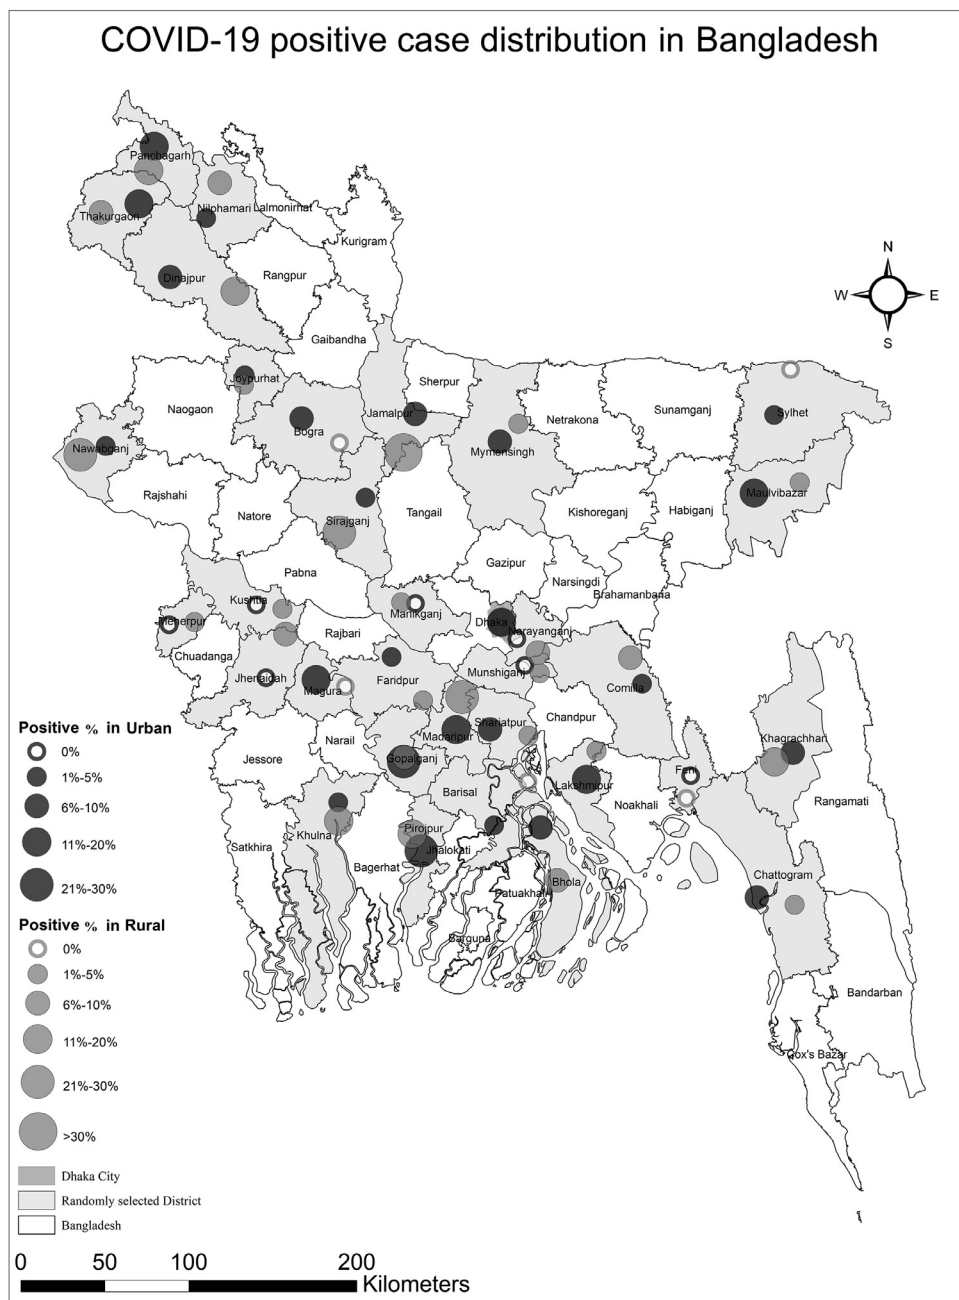 COVID-19 positive case distribution in Bangladesh
Panchagarh
Thakurgaon
Nilphamari
Lalmonirhat
Kurigram
Dinajpur
Rangpur
N
W
E
S
Gaibandha
Joypurhat
Naogaon
Sherpur
Jamalpur
Bogra
Netrakona
Sunamganj
Sylhet
Nawabganj
Mymensingh
Rajshahi
Natore
Sirajganj
Tangail
Kishoreganj
Habiganj
Maulvibazar
Pabna
Gazipur
Narsingdi
Brahamanbaria
Kushtia
Meherpur
Manikganj
Dhaka
Narayanganj
Rajbari
Chuadanga
Jhenaidah
Magura
Faridpur
Munshiganj
Comilla
Madaripur
Shariatpur
Chandpur
Khagrachhari
Narail
Jessore
Gopalganj
Lakshmipur
Feni
Noakhali
Rangamati
Barisal
Khulna
Pirojpur
Jhalokati
Satkhira
Bagerhat
Bhola
Patuakhali
Barguna
Chattogram
Bandarban
Cox's Bazar
Positive % in Urban
0%
1%-5%
6%-10%
11%-20%
21%-30%
Positive % in Rural
0%
1%-5%
6%-10%
11%-20%
21%-30%
>30%
Dhaka City
Randomly selected District
Bangladesh
0 50 100 200
Kilometers